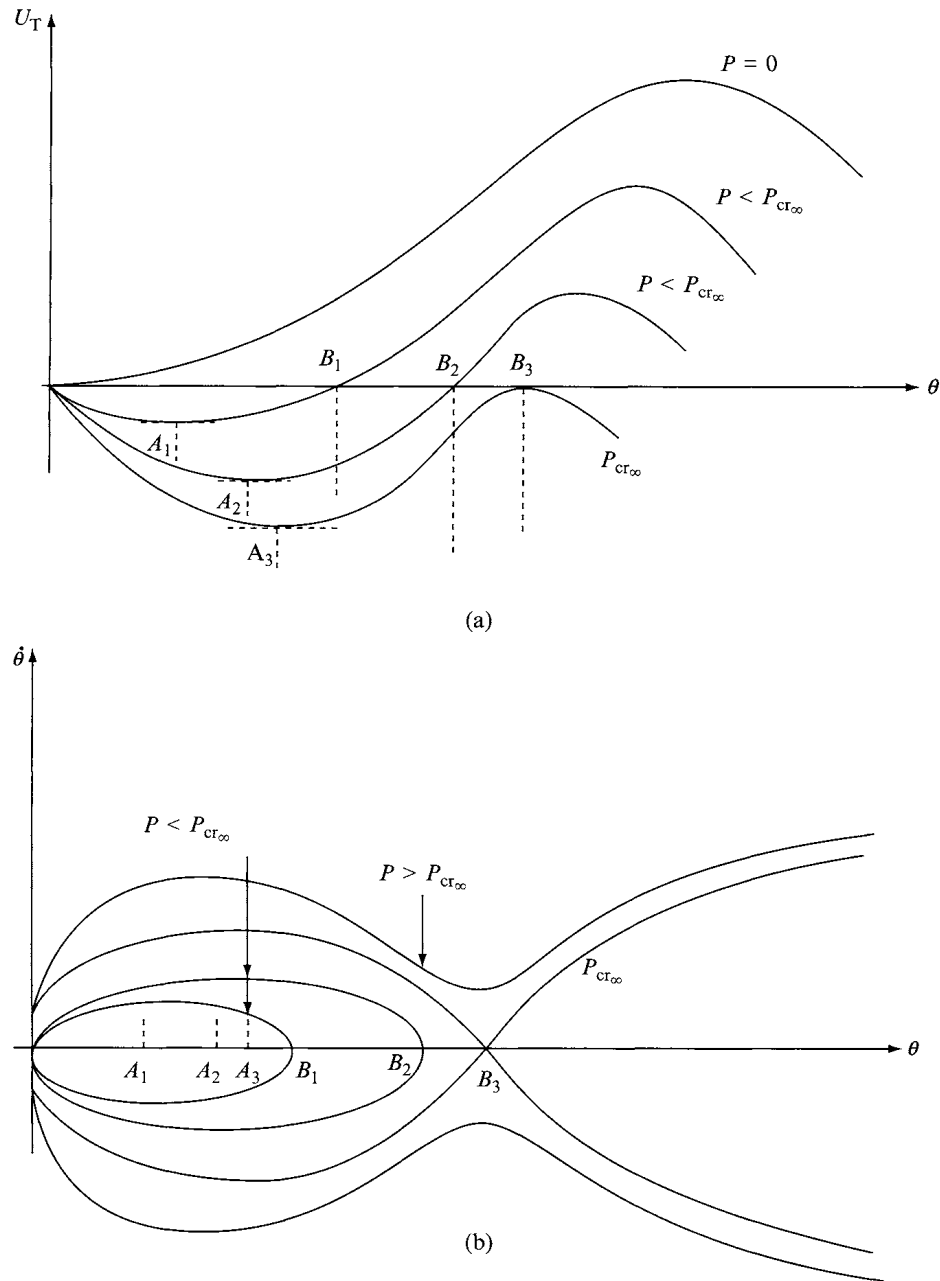 U_T
P = 0
P < P_cr∞
P < P_cr∞
B_1
B_2
B_3
θ
A_1
P_cr∞
A_2
A_3
(a)
θ̇
P < P_cr∞
P > P_cr∞
P_cr∞
θ
A_1
A_2
A_3
B_1
B_2
B_3
(b)